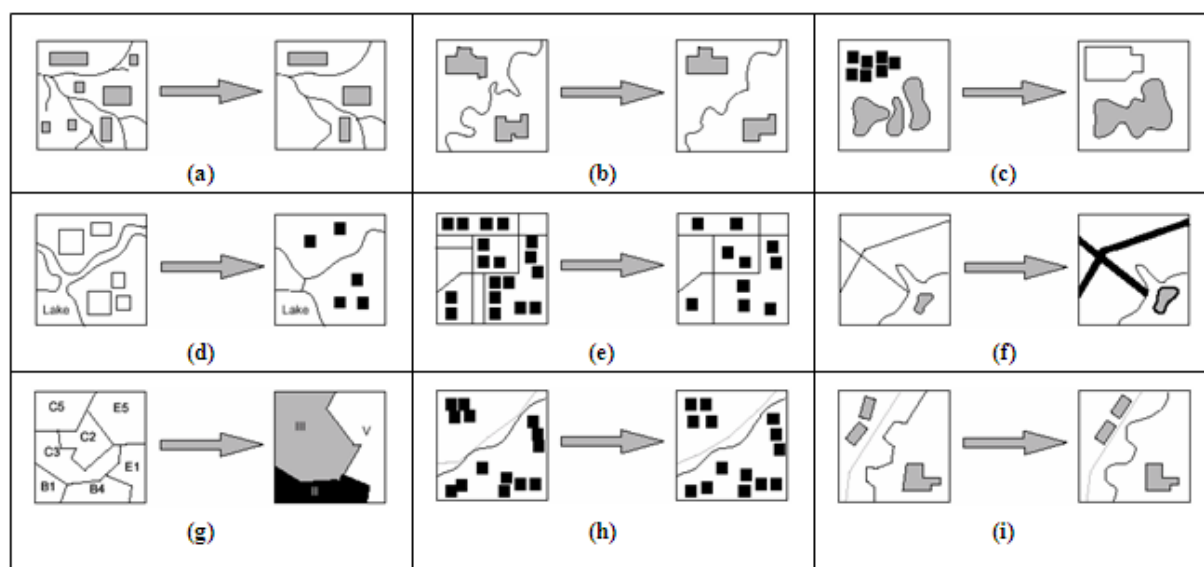 (a)
(b)
(c)
Lake
Lake
(d)
(e)
(f)
C5
E5
C2
C3
E1
B1
B4
III
V
II
(g)
(h)
(i)